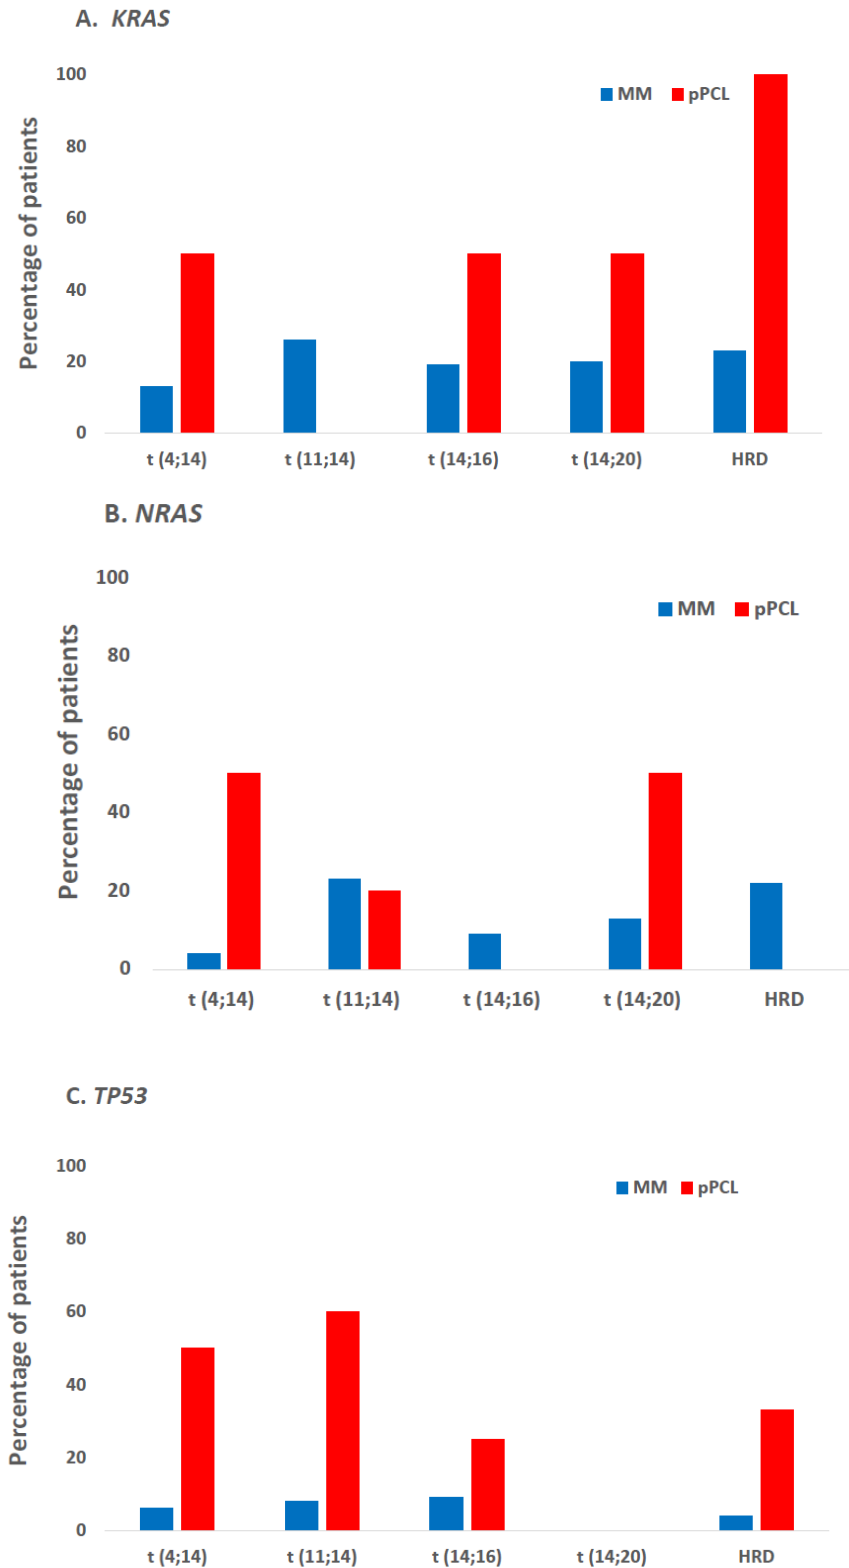 A. KRAS
100
MM pPCL
80
60
40
20
0
Percentage of patients
t (4;14) t (11;14) t (14;16) t (14;20) HRD
B. NRAS
100
MM pPCL
80
60
40
20
0
Percentage of patients
t (4;14) t (11;14) t (14;16) t (14;20) HRD
C. TP53
100
MM pPCL
80
60
40
20
0
Percentage of patients
t (4;14) t (11;14) t (14;16) t (14;20) HRD